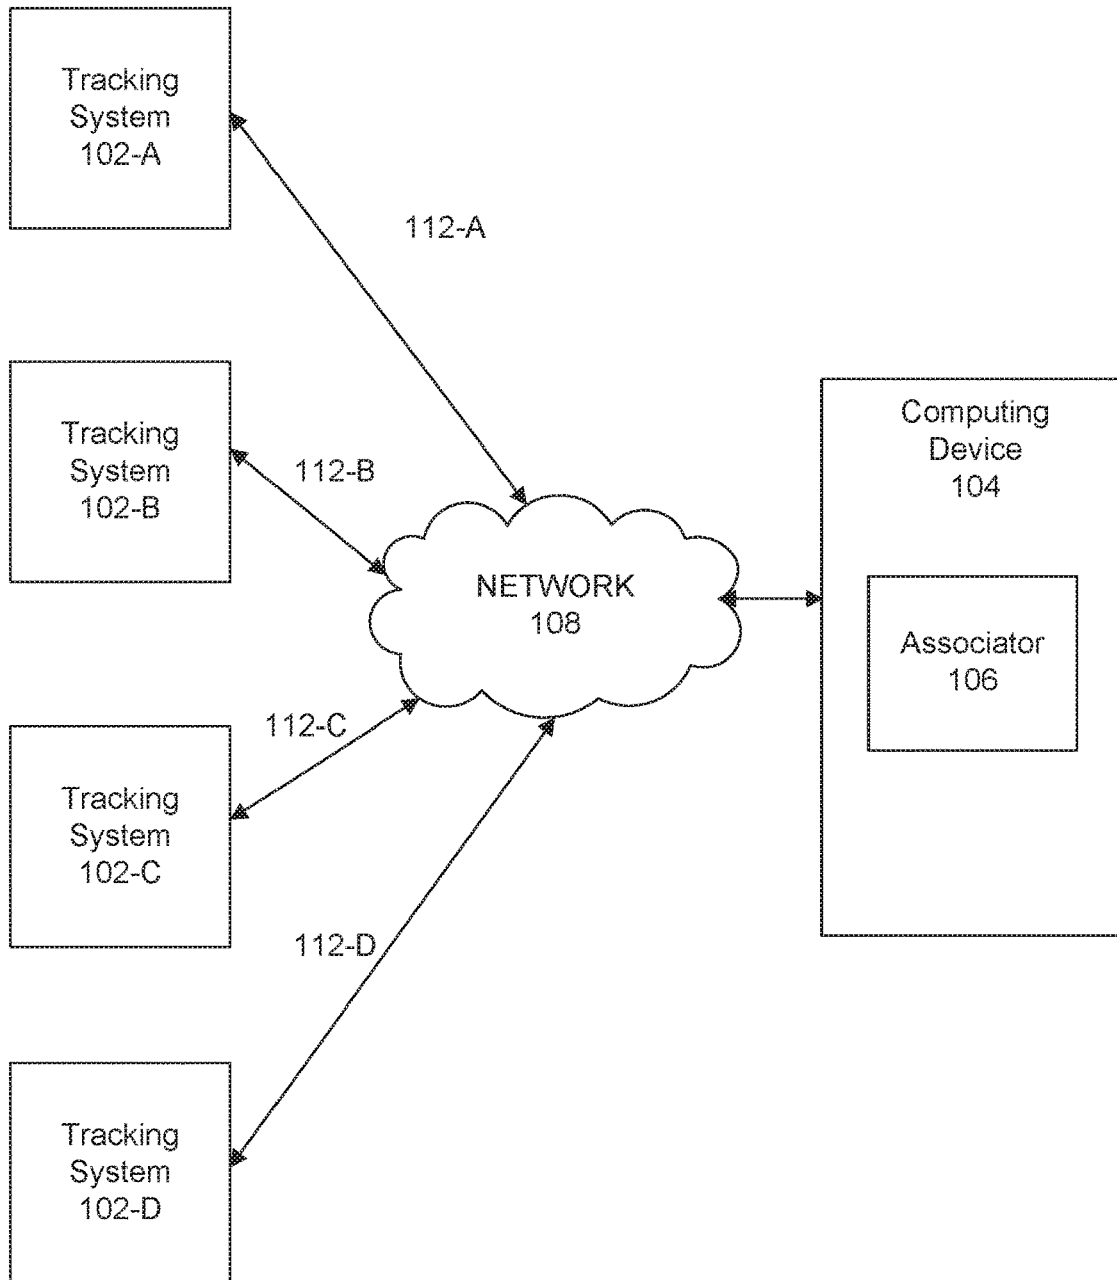 Tracking
System
102-A
112-A
Tracking
System
102-B
112-B
NETWORK
108
Computing
Device
104
Associator
106
112-C
Tracking
System
102-C
112-D
Tracking
System
102-D